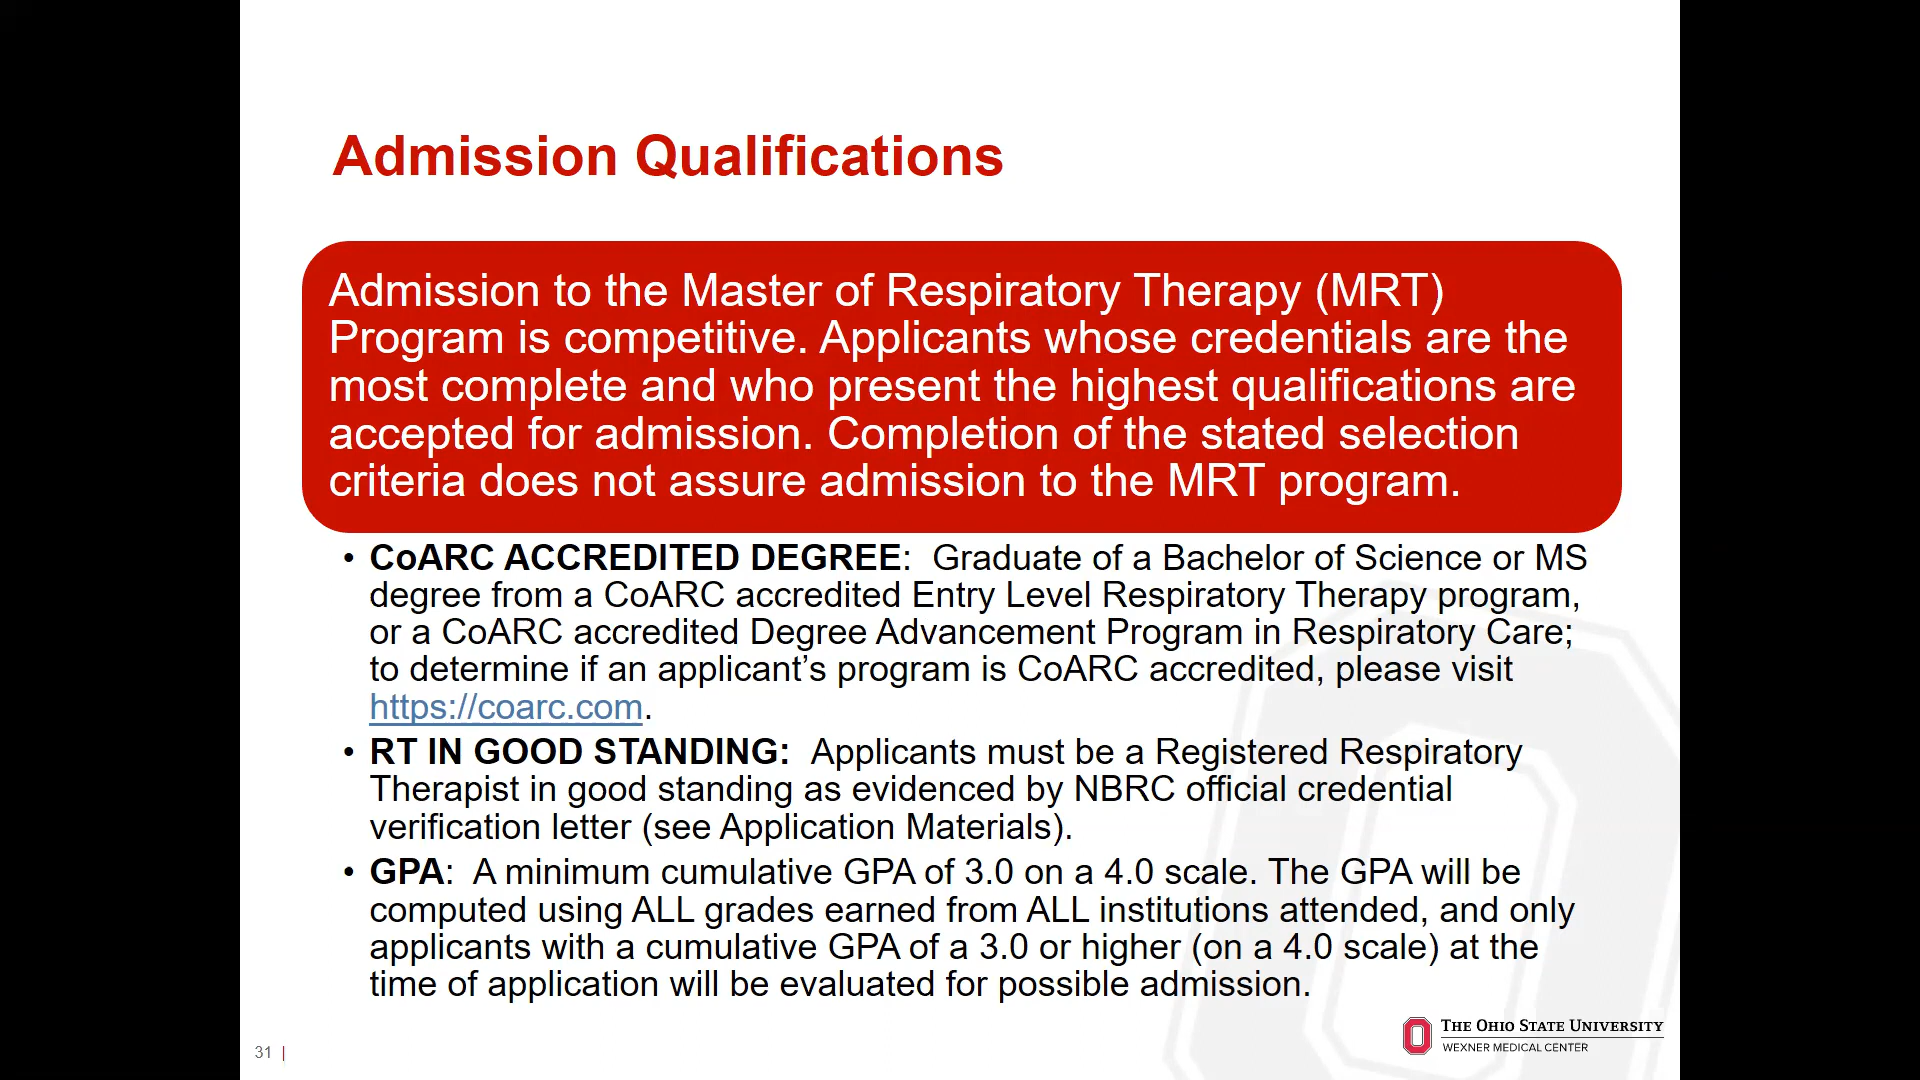 Admission Qualifications
Admission to the Master of Respiratory Therapy (MRT)
Program is competitive. Applicants whose credentials are the
most complete and who present the highest qualifications are
accepted for admission. Completion of the stated selection
criteria does not assure admission to the MRT program.
• CoARC ACCREDITED DEGREE:  Graduate of a Bachelor of Science or MS
degree from a CoARC accredited Entry Level Respiratory Therapy program,
or a CoARC accredited Degree Advancement Program in Respiratory Care;
to determine if an applicant’s program is CoARC accredited, please visit
https://coarc.com.
• RT IN GOOD STANDING:  Applicants must be a Registered Respiratory
Therapist in good standing as evidenced by NBRC official credential
verification letter (see Application Materials).
• GPA:  A minimum cumulative GPA of 3.0 on a 4.0 scale. The GPA will be
computed using ALL grades earned from ALL institutions attended, and only
applicants with a cumulative GPA of a 3.0 or higher (on a 4.0 scale) at the
time of application will be evaluated for possible admission.
31 |
THE OHIO STATE UNIVERSITY
WEXNER MEDICAL CENTER